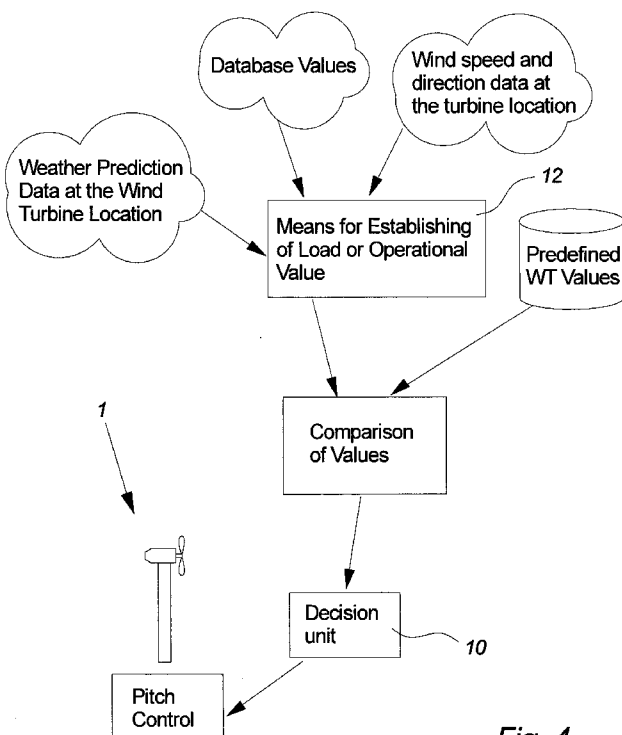 Database Values
Wind speed and
direction data at
the turbine location
Weather Prediction
Data at the Wind
Turbine Location
12
Means for Establishing
of Load or Operational
Value
Predefined
WT Values
1
Comparison
of Values
Decision
unit
10
Pitch
Control
Fig. 4